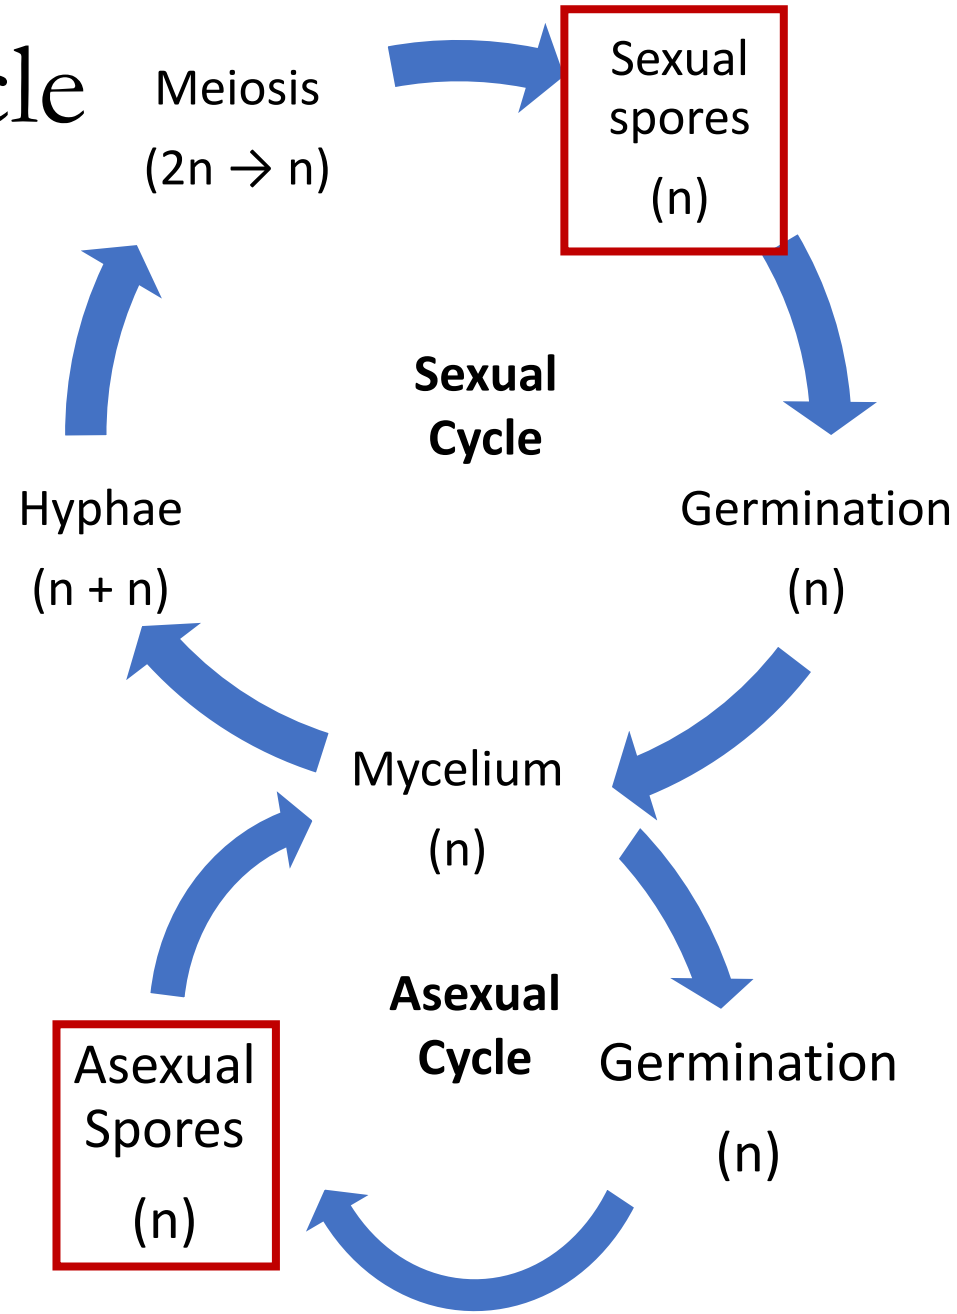 cle
Meiosis
(2n → n)
Sexual
spores
(n)
Sexual
Cycle
Hyphae
(n + n)
Germination
(n)
Mycelium
(n)
Asexual
Cycle
Asexual
Spores
(n)
Germination
(n)